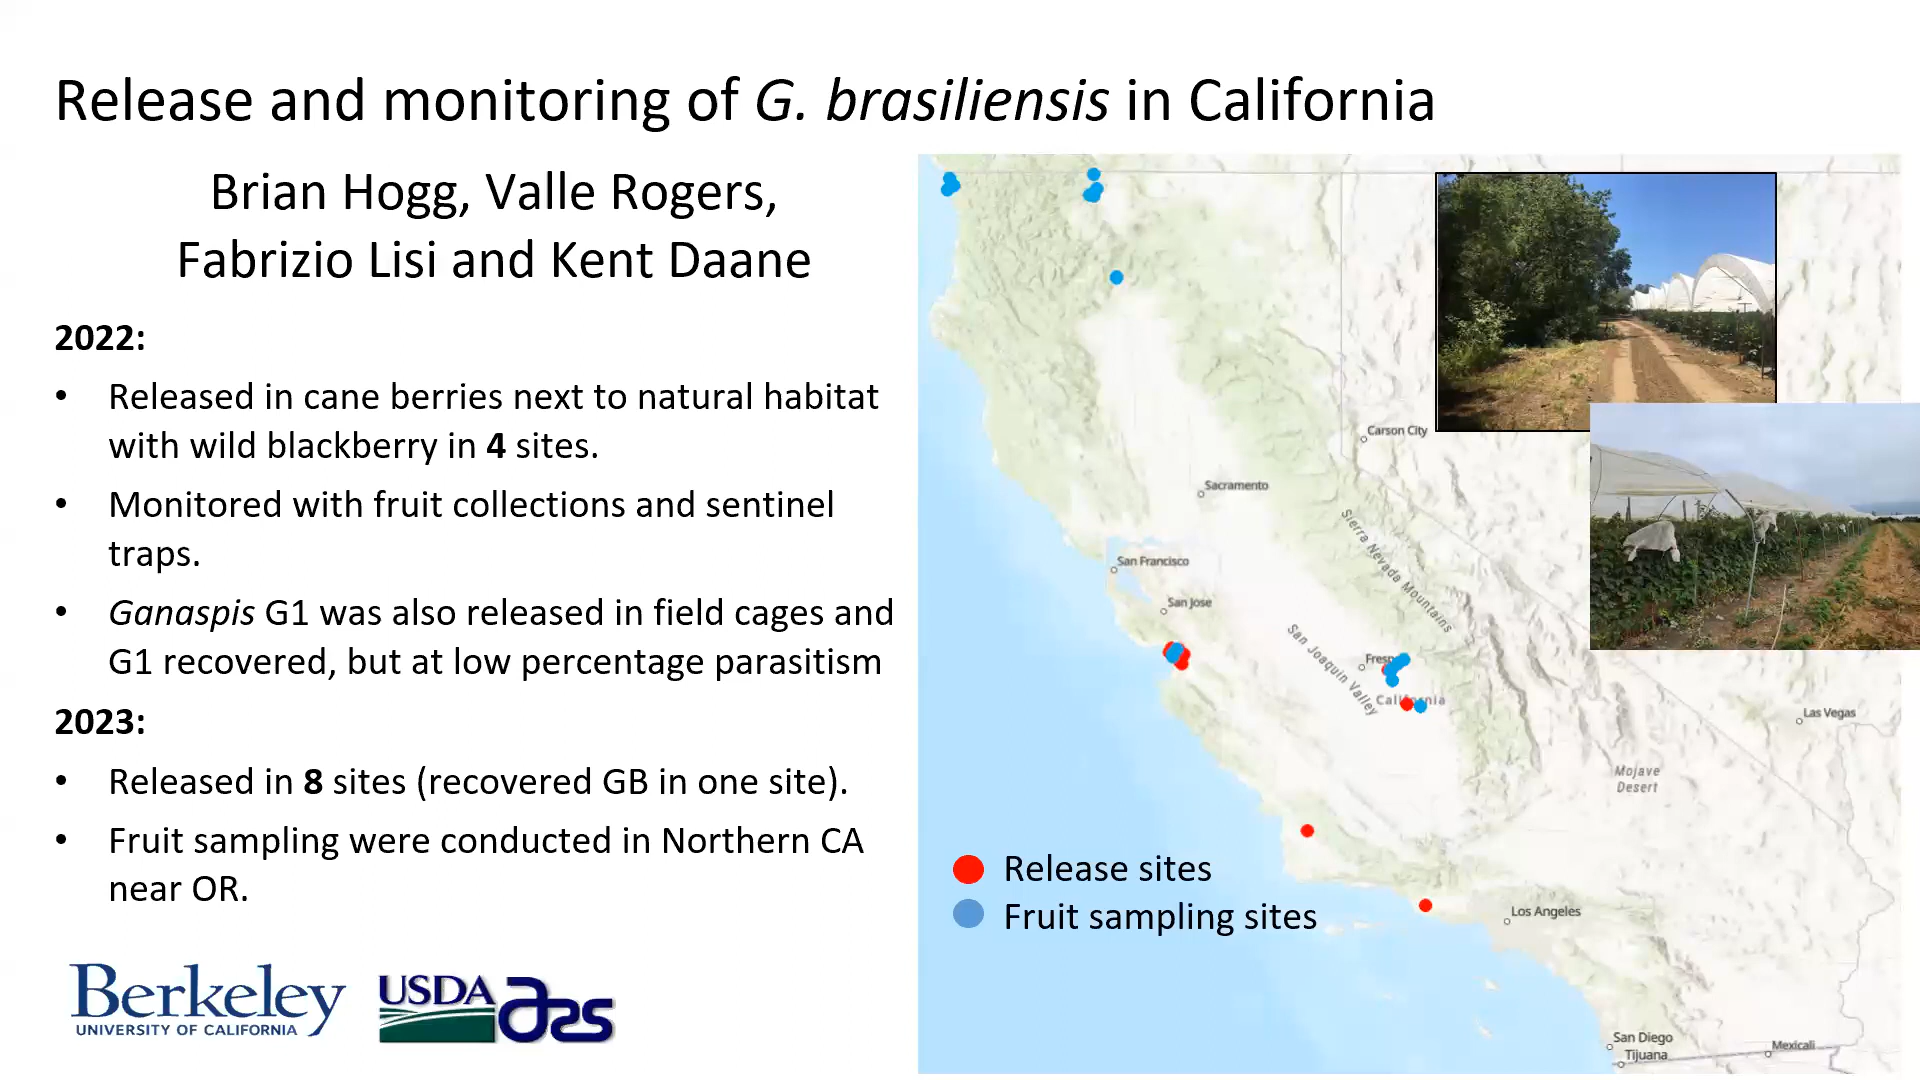 Release and monitoring of G. brasiliensis in California
Brian Hogg, Valle Rogers,
Fabrizio Lisi and Kent Daane
2022:
• Released in cane berries next to natural habitat
with wild blackberry in 4 sites.
• Monitored with fruit collections and sentinel
traps.
• Ganaspis G1 was also released in field cages and
G1 recovered, but at low percentage parasitism
2023:
• Released in 8 sites (recovered GB in one site).
• Fruit sampling were conducted in Northern CA
near OR.
Berkeley
UNIVERSITY OF CALIFORNIA
USDA
ars
Carson City
Sacramento
Sierra Nevada Mountains
San Francisco
San Jose
San Joaquin Valley
Fresno
California
Las Vegas
Mojave
Desert
Release sites
Fruit sampling sites
Los Angeles
San Diego
Tijuana
Mexicali